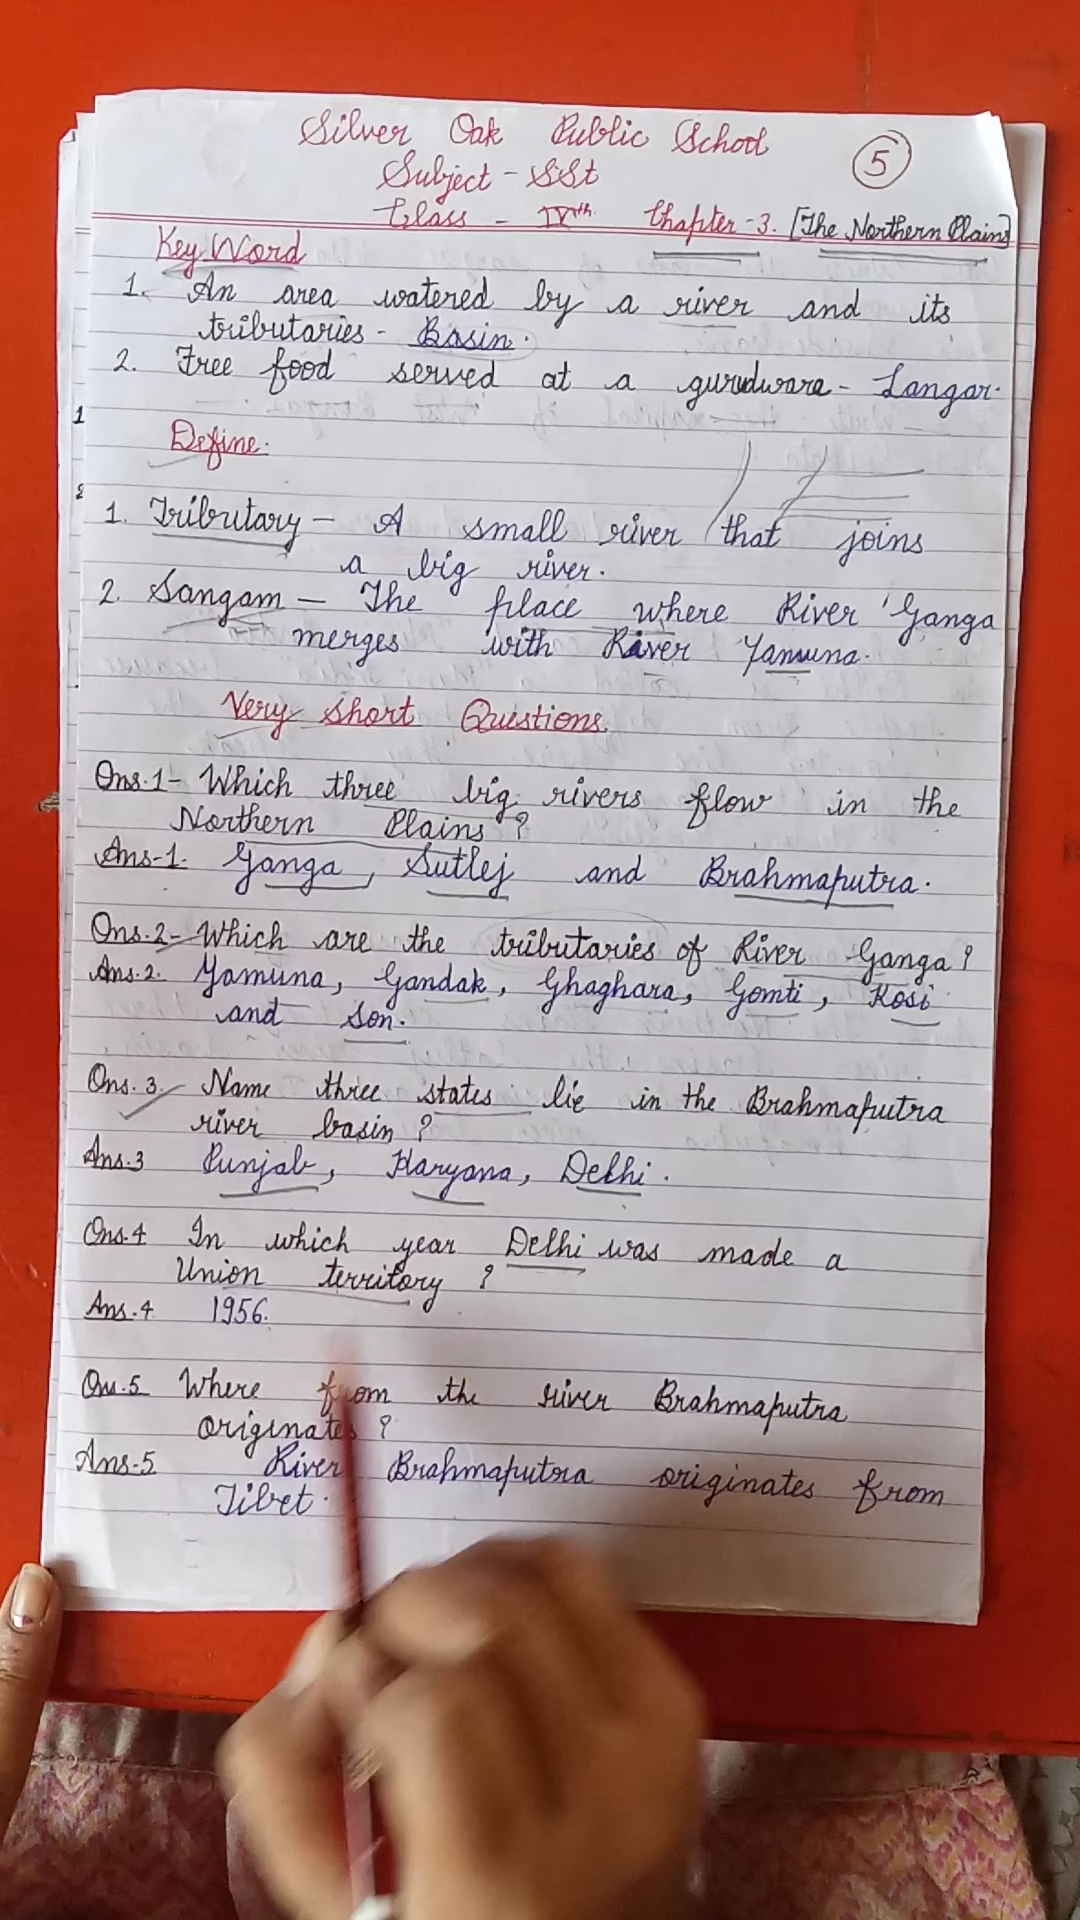 Silver Oak Public School
5
Subject - S.St
Class - IVth Chapter-3. [The Northern Plains]
Key Word
1. An area watered by a river and its
tributaries - Basin.
2. Free food served at a gurudwara - Langar.
1
Define.
2
1. Tributary - A small river that joins
a big river.
2. Sangam - The place where River Ganga
merges with River Yamuna.
Very Short Questions
Qns.1- Which three big rivers flow in the
Northern Plains?
Ans-1. Ganga, Sutlej and Brahmaputra.
Qns.2- Which are the tributaries of River Ganga?
Ans.2. Yamuna, Gandak, Ghaghara, Gomti, Kosi
and son.
Qns.3. Name three states lie in the Brahmaputra
river basin?
Ans.3 Punjab, Haryana, Delhi.
Qns.4 In which year Delhi was made a
Union territory?
Ans.4 1956.
Qns.5 Where from the river Brahmaputra
originates?
Ans-5 River Brahmaputra originates from
Tibet.